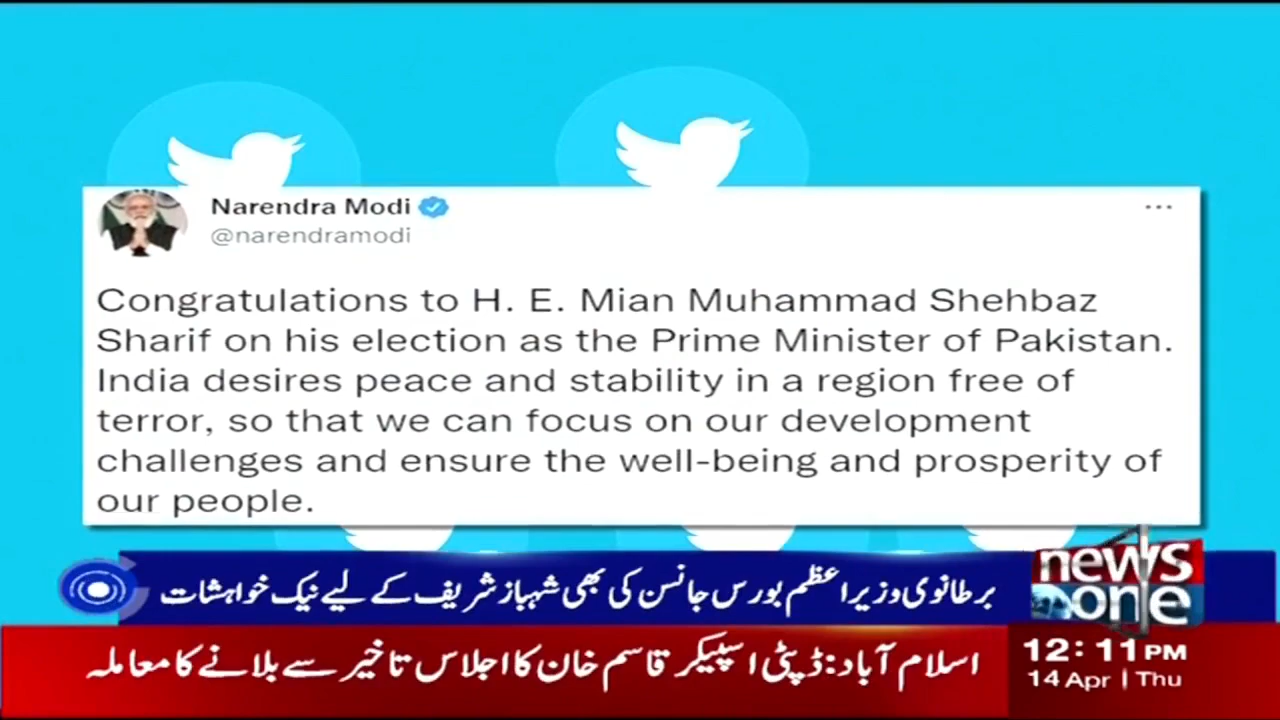 Narendra Modi
@narendramodi
Congratulations to H. E. Mian Muhammad Shehbaz
Sharif on his election as the Prime Minister of Pakistan.
India desires peace and stability in a region free of
terror, so that we can focus on our development
challenges and ensure the well-being and prosperity of
our people.
برطانوی وزیراعظم بورس جانسن کی بھی شہباز شریف کے لیے نیک خواہشات
news
one
اسلام آباد: ڈپٹی اسپیکر قاسم خان کا اجلاس تاخیر سے بلانے کا معاملہ
12:11 PM
14 Apr | Thu